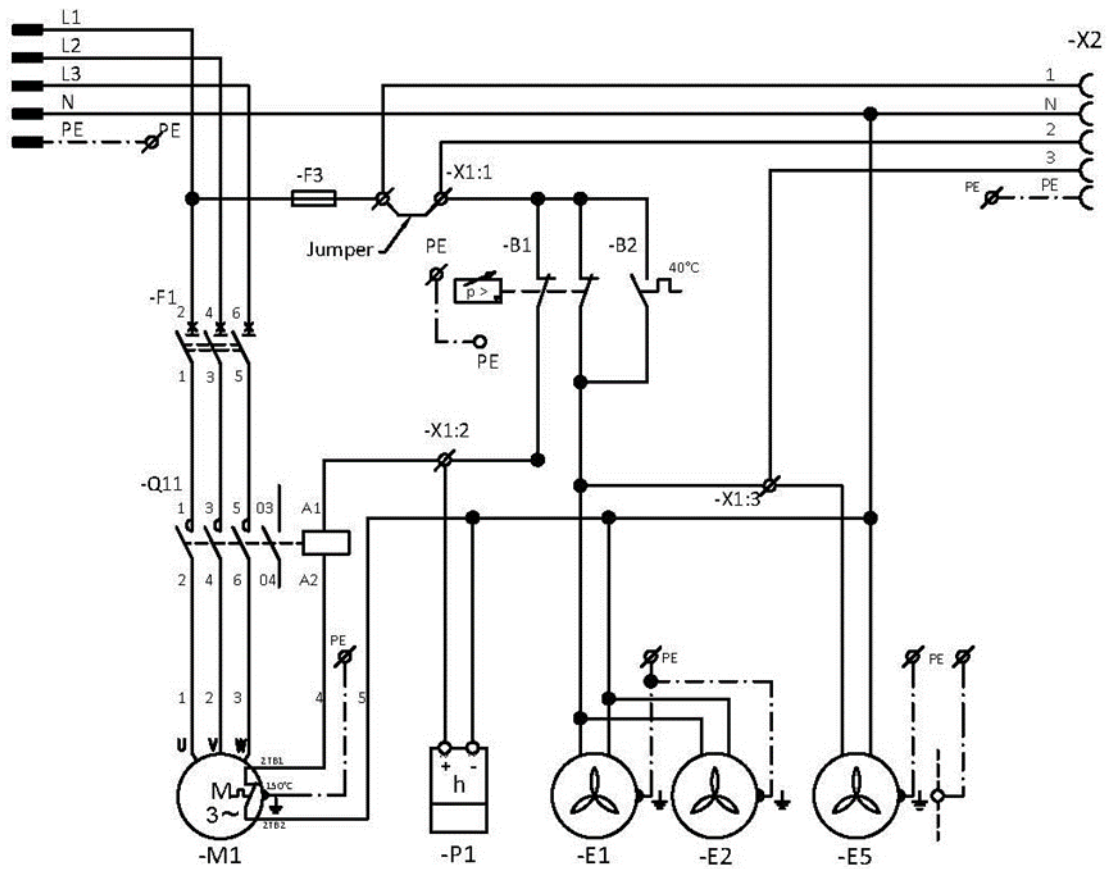 L1
L2
L3
N
PE PE
-X2
1
N
2
3
PE PE
-F3
-X1:1
Jumper
PE
-B1
-B2
40°C
p >
PE
-F1
2 4 6
1 3 5
-X1:2
-X1:3
-Q11
1 3 5 03 A1
2 4 6 04 A2
PE
PE
PE
1 2 3 4 5
U V W
2TB1
M
3~
150°C
2TB2
+ -
h
-M1 -P1 -E1 -E2 -E5